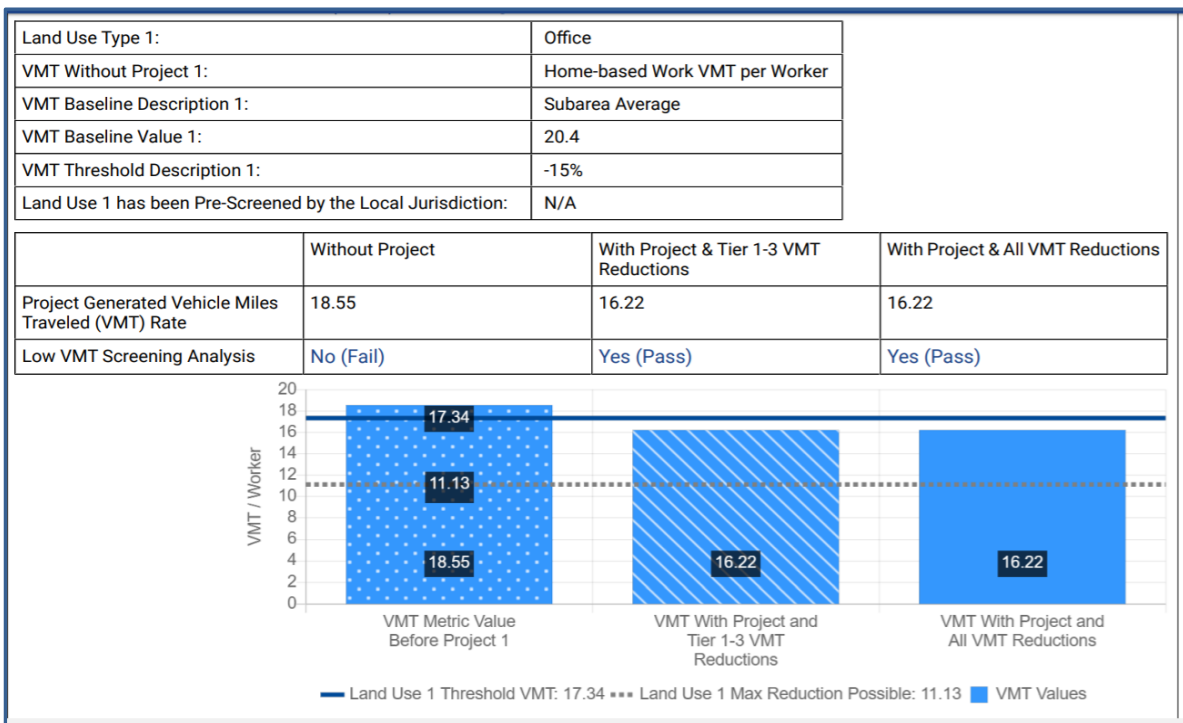 Land Use Type 1: Office
VMT Without Project 1: Home-based Work VMT per Worker
VMT Baseline Description 1: Subarea Average
VMT Baseline Value 1: 20.4
VMT Threshold Description 1: -15%
Land Use 1 has been Pre-Screened by the Local Jurisdiction: N/A
Without Project With Project & Tier 1-3 VMT With Project & All VMT Reductions
Reductions
Project Generated Vehicle Miles 18.55 16.22 16.22
Traveled (VMT) Rate
Low VMT Screening Analysis No (Fail) Yes (Pass) Yes (Pass)
20
18
17.34
16
14
12
11.13
10
8
6
4
18.55 16.22 16.22
2
0
VMT / Worker
VMT Metric Value VMT With Project and VMT With Project and
Before Project 1 Tier 1-3 VMT All VMT Reductions
Reductions
Land Use 1 Threshold VMT: 17.34 Land Use 1 Max Reduction Possible: 11.13 VMT Values